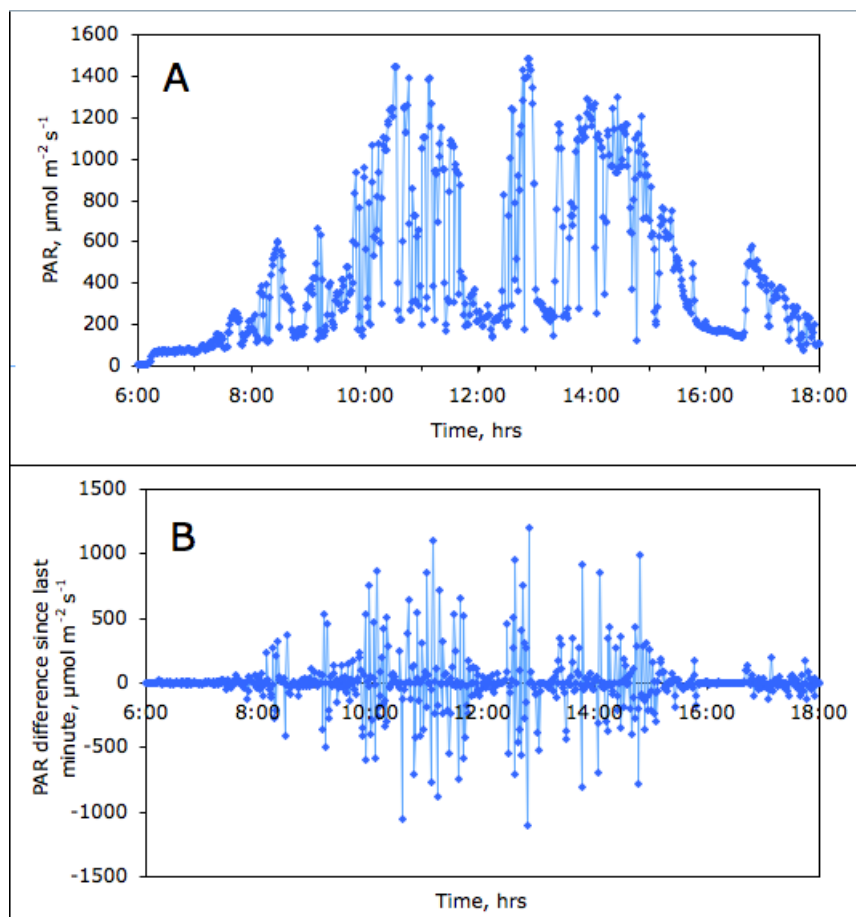 A
1600
1400
1200
1000
800
600
400
200
0
PAR, µmol m⁻² s⁻¹
6:00 8:00 10:00 12:00 14:00 16:00 18:00
Time, hrs
B
1500
1000
500
0
-500
-1000
-1500
PAR difference since last
minute, µmol m⁻² s⁻¹
6:00 8:00 10:00 12:00 14:00 16:00 18:00
Time, hrs